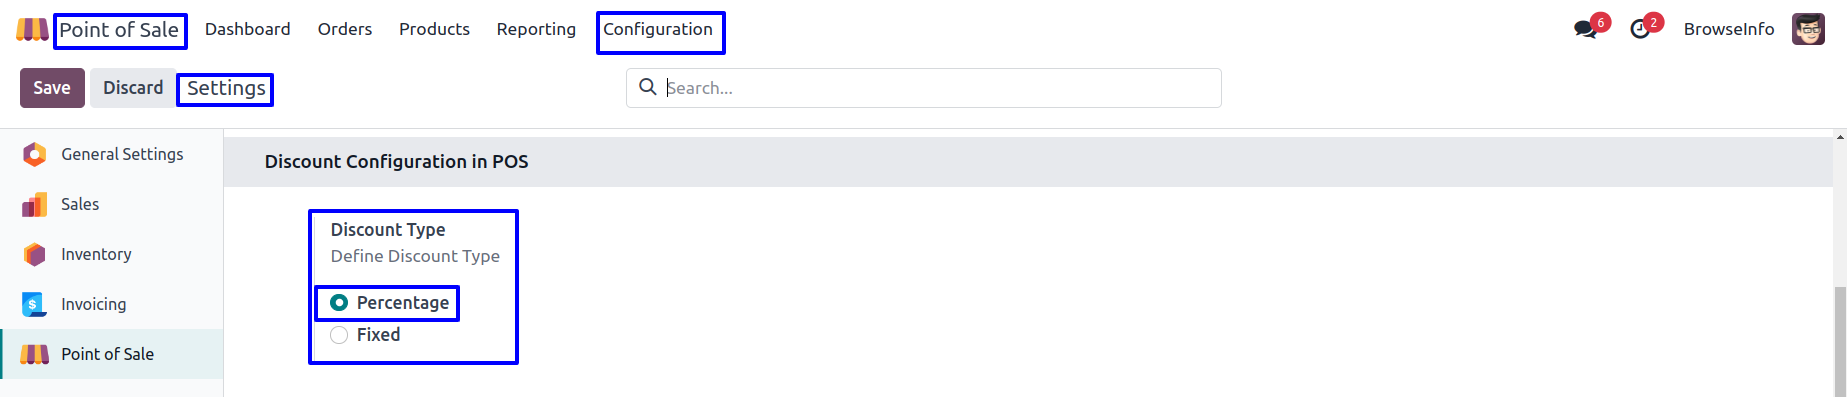 Point of Sale Dashboard Orders Products Reporting Configuration 6 2 BrowseInfo
Save Discard Settings Search...
General Settings
Sales
Inventory
$ Invoicing
Point of Sale
Discount Configuration in POS
Discount Type
Define Discount Type
Percentage
Fixed